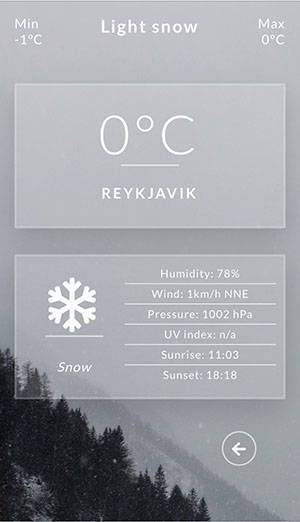 Min
-1°C
Light snow
Max
0°C
0°C
REYKJAVIK
Snow
Humidity: 78%
Wind: 1km/h NNE
Pressure: 1002 hPa
UV index: n/a
Sunrise: 11:03
Sunset: 18:18